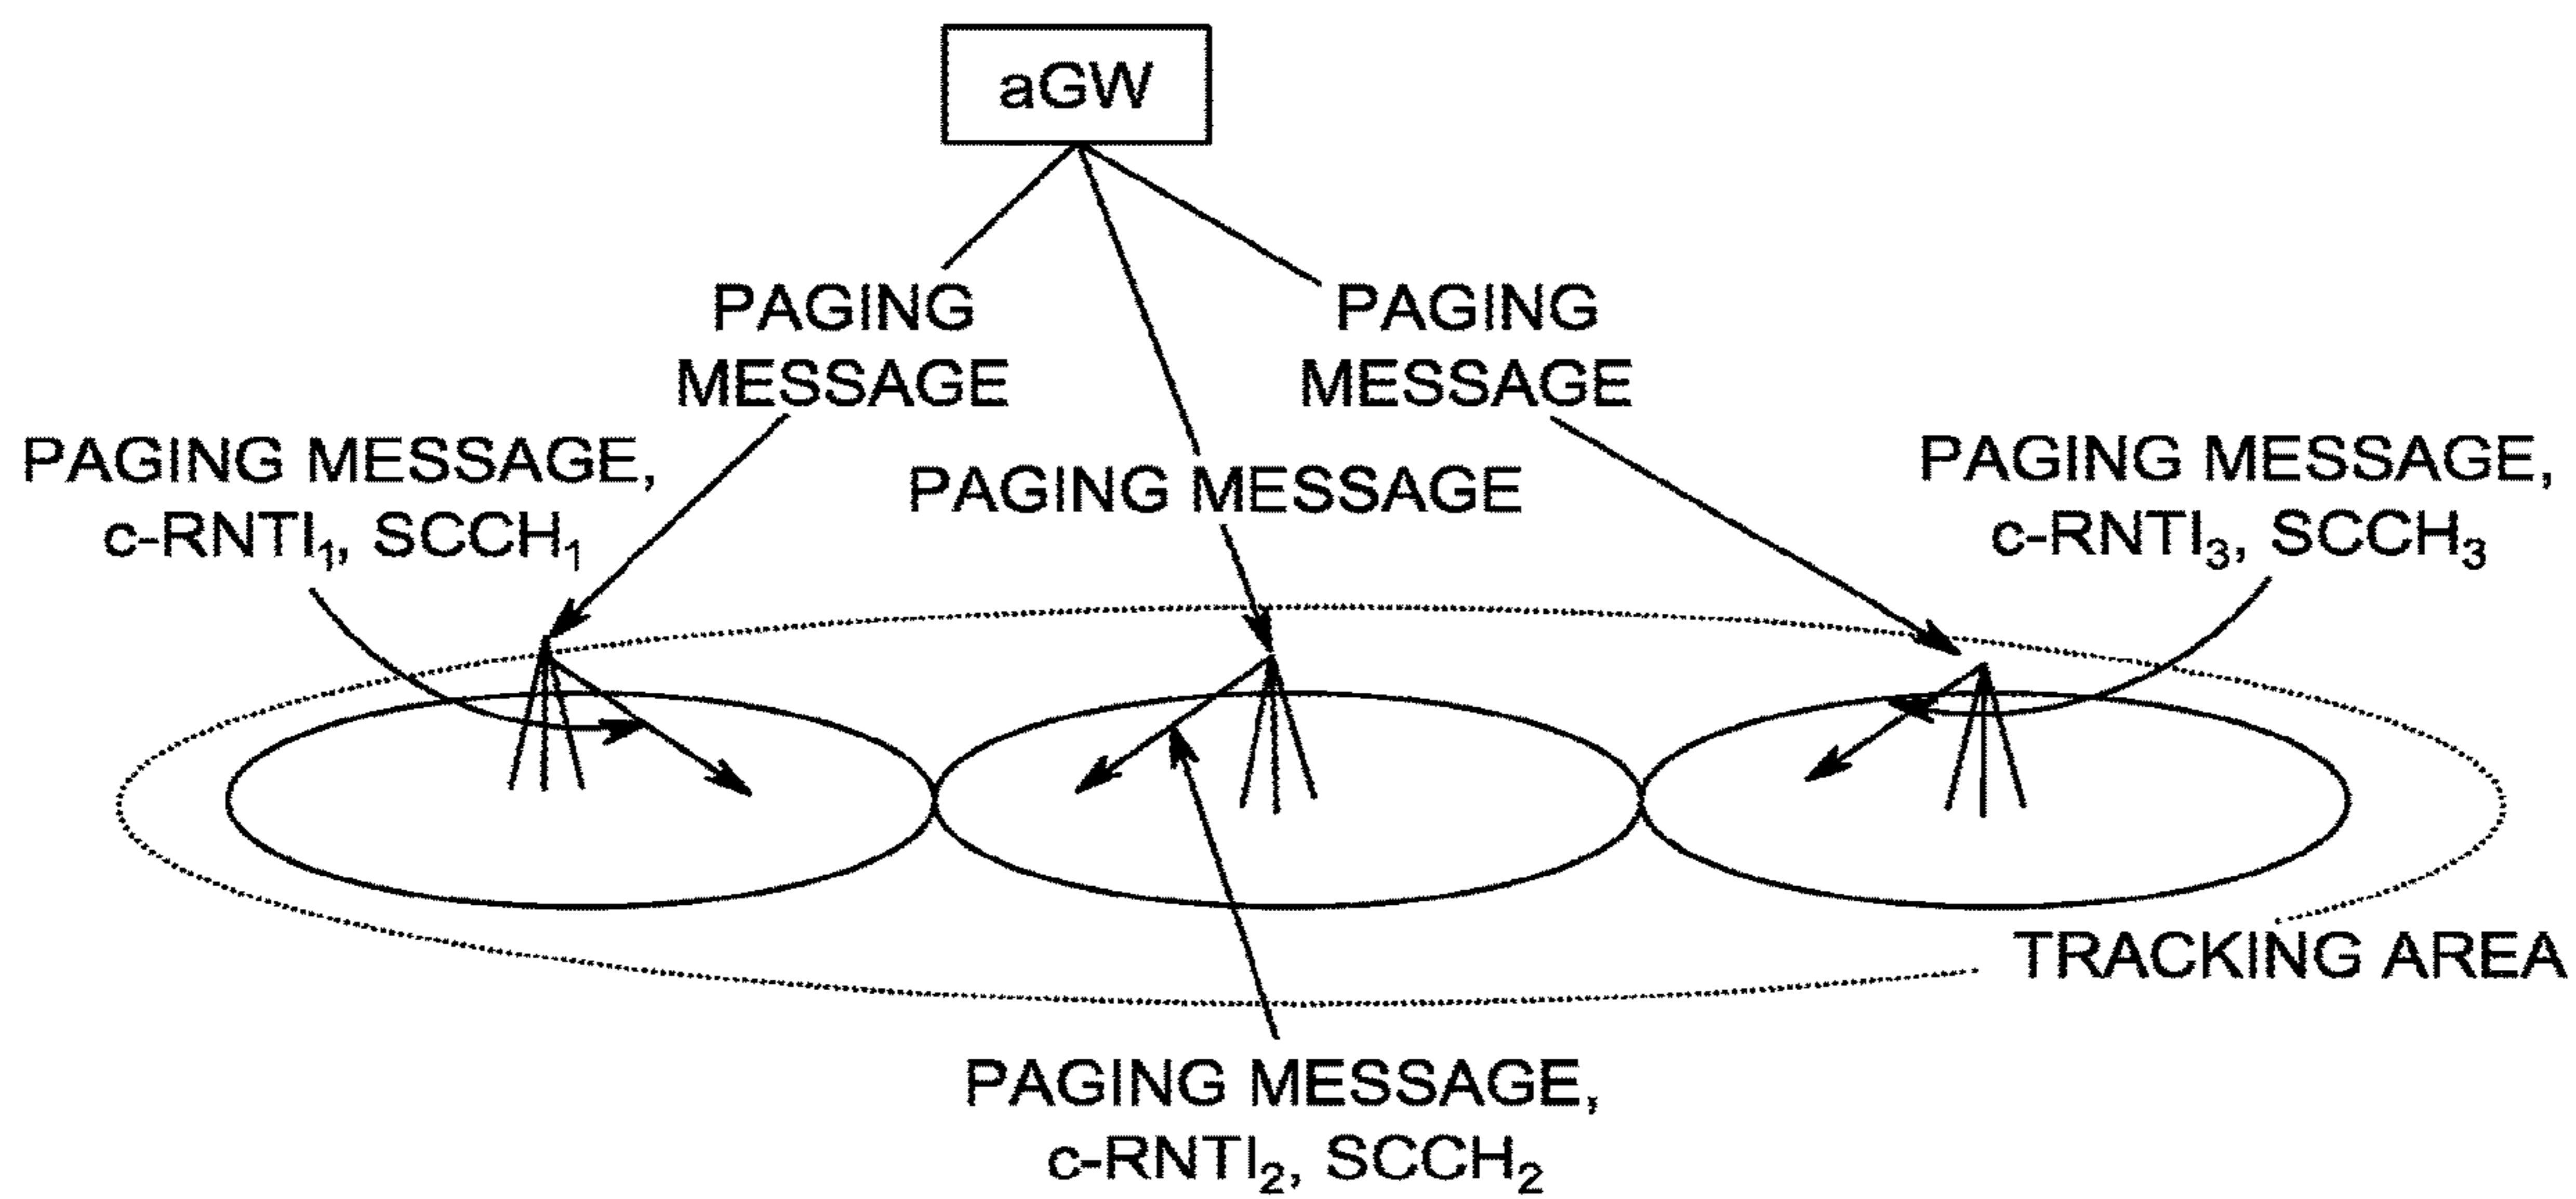 aGW
PAGING
MESSAGE
PAGING
MESSAGE
PAGING MESSAGE,
c-RNTI₁, SCCH₁
PAGING MESSAGE
PAGING MESSAGE,
c-RNTI₃, SCCH₃
TRACKING AREA
PAGING MESSAGE,
c-RNTI₂, SCCH₂